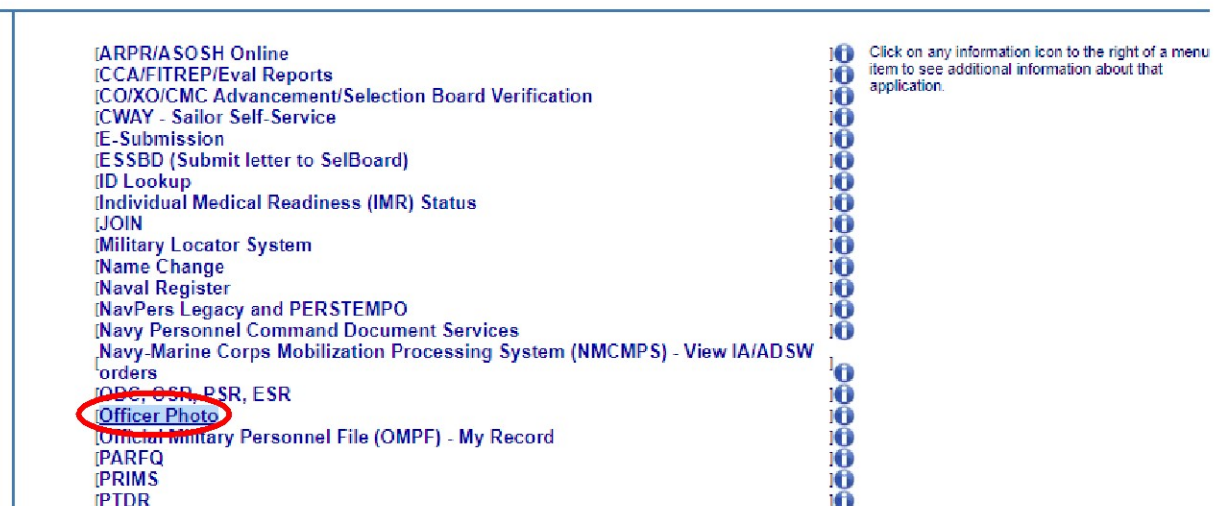 [ARPR/ASOSH Online ]
[CCA/FITREP/Eval Reports ]
[CO/XO/CMC Advancement/Selection Board Verification ]
[CWAY - Sailor Self-Service ]
[E-Submission ]
[ESSBD (Submit letter to SelBoard) ]
[ID Lookup ]
[Individual Medical Readiness (IMR) Status ]
[JOIN ]
[Military Locator System ]
[Name Change ]
[Naval Register ]
[NavPers Legacy and PERSTEMPO ]
[Navy Personnel Command Document Services ]
[Navy-Marine Corps Mobilization Processing System (NMCMPS) - View IA/ADSW
orders ]
[ODC, OSR, PSR, ESR ]
[Officer Photo ]
[Official Military Personnel File (OMPF) - My Record ]
[PARFQ ]
[PRIMS ]
[PTDR ]
Click on any information icon to the right of a menu
item to see additional information about that
application.